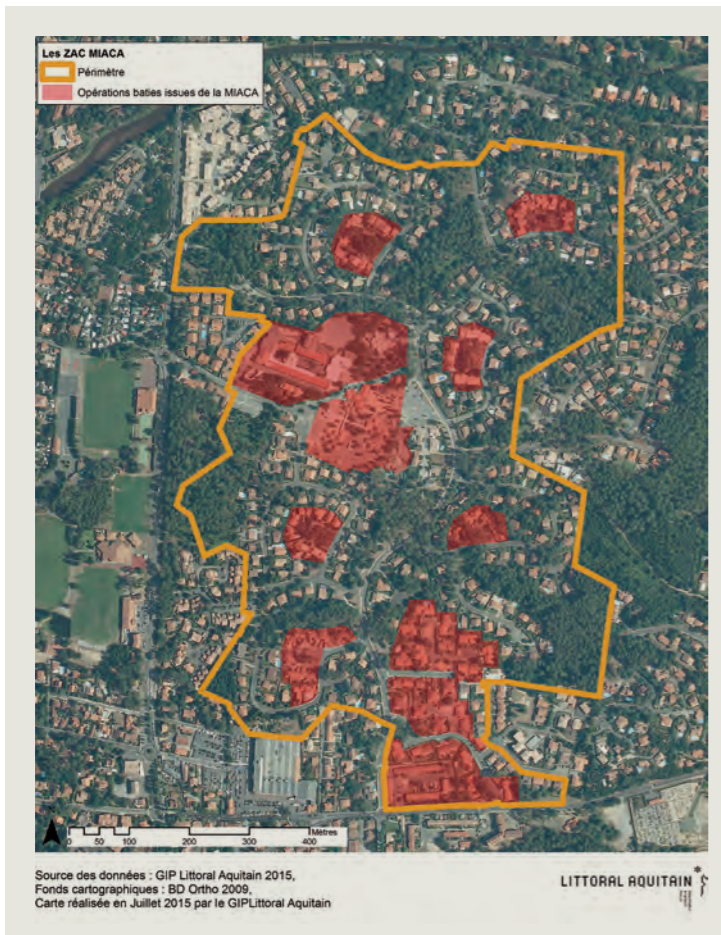 Les ZAC MIACA
Périmètre
Opérations baties issues de la MIACA
Mètres
0 50 100 200 300 400
Source des données : GIP Littoral Aquitain 2015,
Fonds cartographiques : BD Ortho 2009,
Carte réalisée en Juillet 2015 par le GIPLittoral Aquitain
LITTORAL AQUITAIN